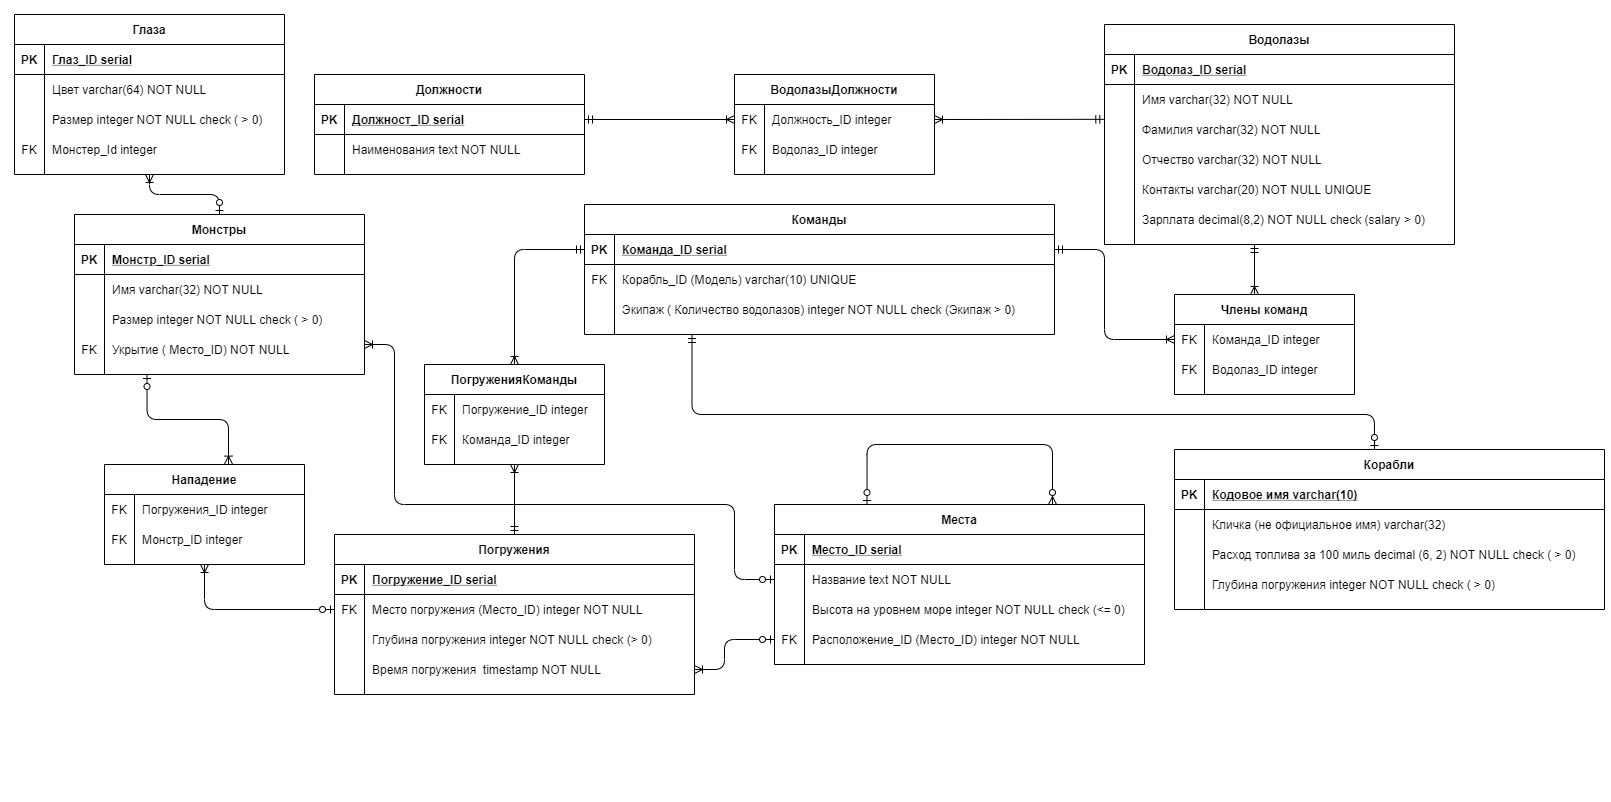 Глаза
PK Глаз_ID serial
Цвет varchar(64) NOT NULL
Размер integer NOT NULL check ( > 0)
FK Монстер_Id integer
Должности
PK Должност_ID serial
Наименования text NOT NULL
ВодолазыДолжности
FK Должность_ID integer
FK Водолаз_ID integer
Водолазы
PK Водолаз_ID serial
Имя varchar(32) NOT NULL
Фамилия varchar(32) NOT NULL
Отчество varchar(32) NOT NULL
Контакты varchar(20) NOT NULL UNIQUE
Зарплата decimal(8,2) NOT NULL check (salary > 0)
Монстры
PK Монстр_ID serial
Имя varchar(32) NOT NULL
Размер integer NOT NULL check ( > 0)
FK Укрытие ( Место_ID) NOT NULL
Команды
PK Команда_ID serial
FK Корабль_ID (Модель) varchar(10) UNIQUE
Экипаж ( Количество водолазов) integer NOT NULL check (Экипаж > 0)
Члены команд
FK Команда_ID integer
FK Водолаз_ID integer
ПогруженияКоманды
FK Погружение_ID integer
FK Команда_ID integer
Нападение
FK Погружения_ID integer
FK Монстр_ID integer
Корабли
PK Кодовое имя varchar(10)
Кличка (не официальное имя) varchar(32)
Расход топлива за 100 миль decimal (6, 2) NOT NULL check ( > 0)
Глубина погружения integer NOT NULL check ( > 0)
Места
PK Место_ID serial
Название text NOT NULL
Высота на уровнем море integer NOT NULL check (<= 0)
FK Расположение_ID (Место_ID) integer NOT NULL
Погружения
PK Погружение_ID serial
FK Место погружения (Место_ID) integer NOT NULL
Глубина погружения integer NOT NULL check (> 0)
Время погружения timestamp NOT NULL